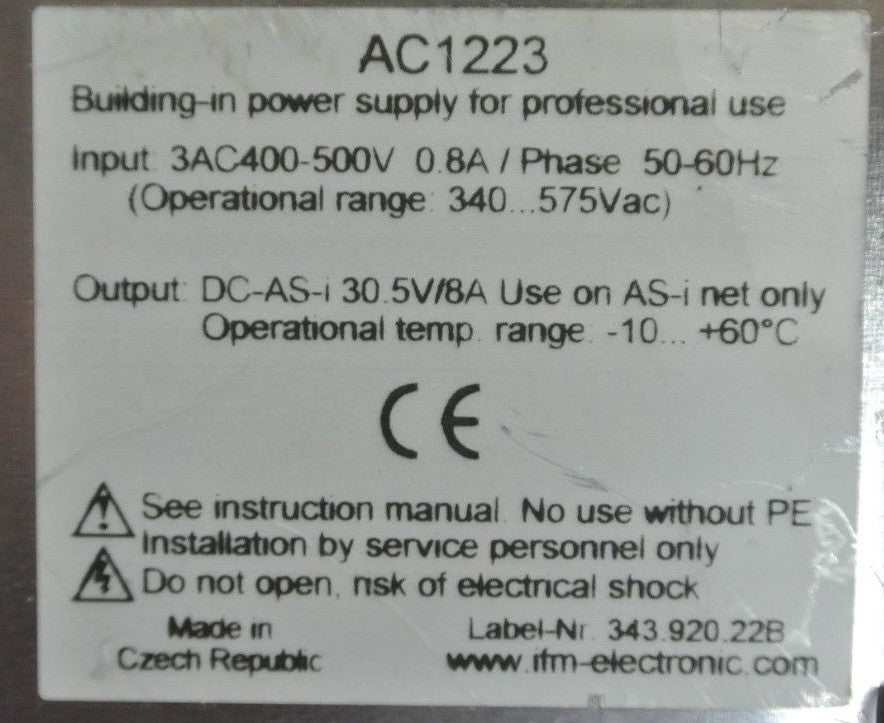 AC1223
Building-in power supply for professional use
Input: 3AC400-500V 0.8A / Phase 50-60Hz
(Operational range: 340...575Vac)
Output: DC-AS-i 30.5V/8A Use on AS-i net only
Operational temp. range: -10... +60°C
CE
See instruction manual. No use without PE
Installation by service personnel only
Do not open, risk of electrical shock
Made in
Czech Republic
Label-Nr. 343.920.22B
www.ifm-electronic.com